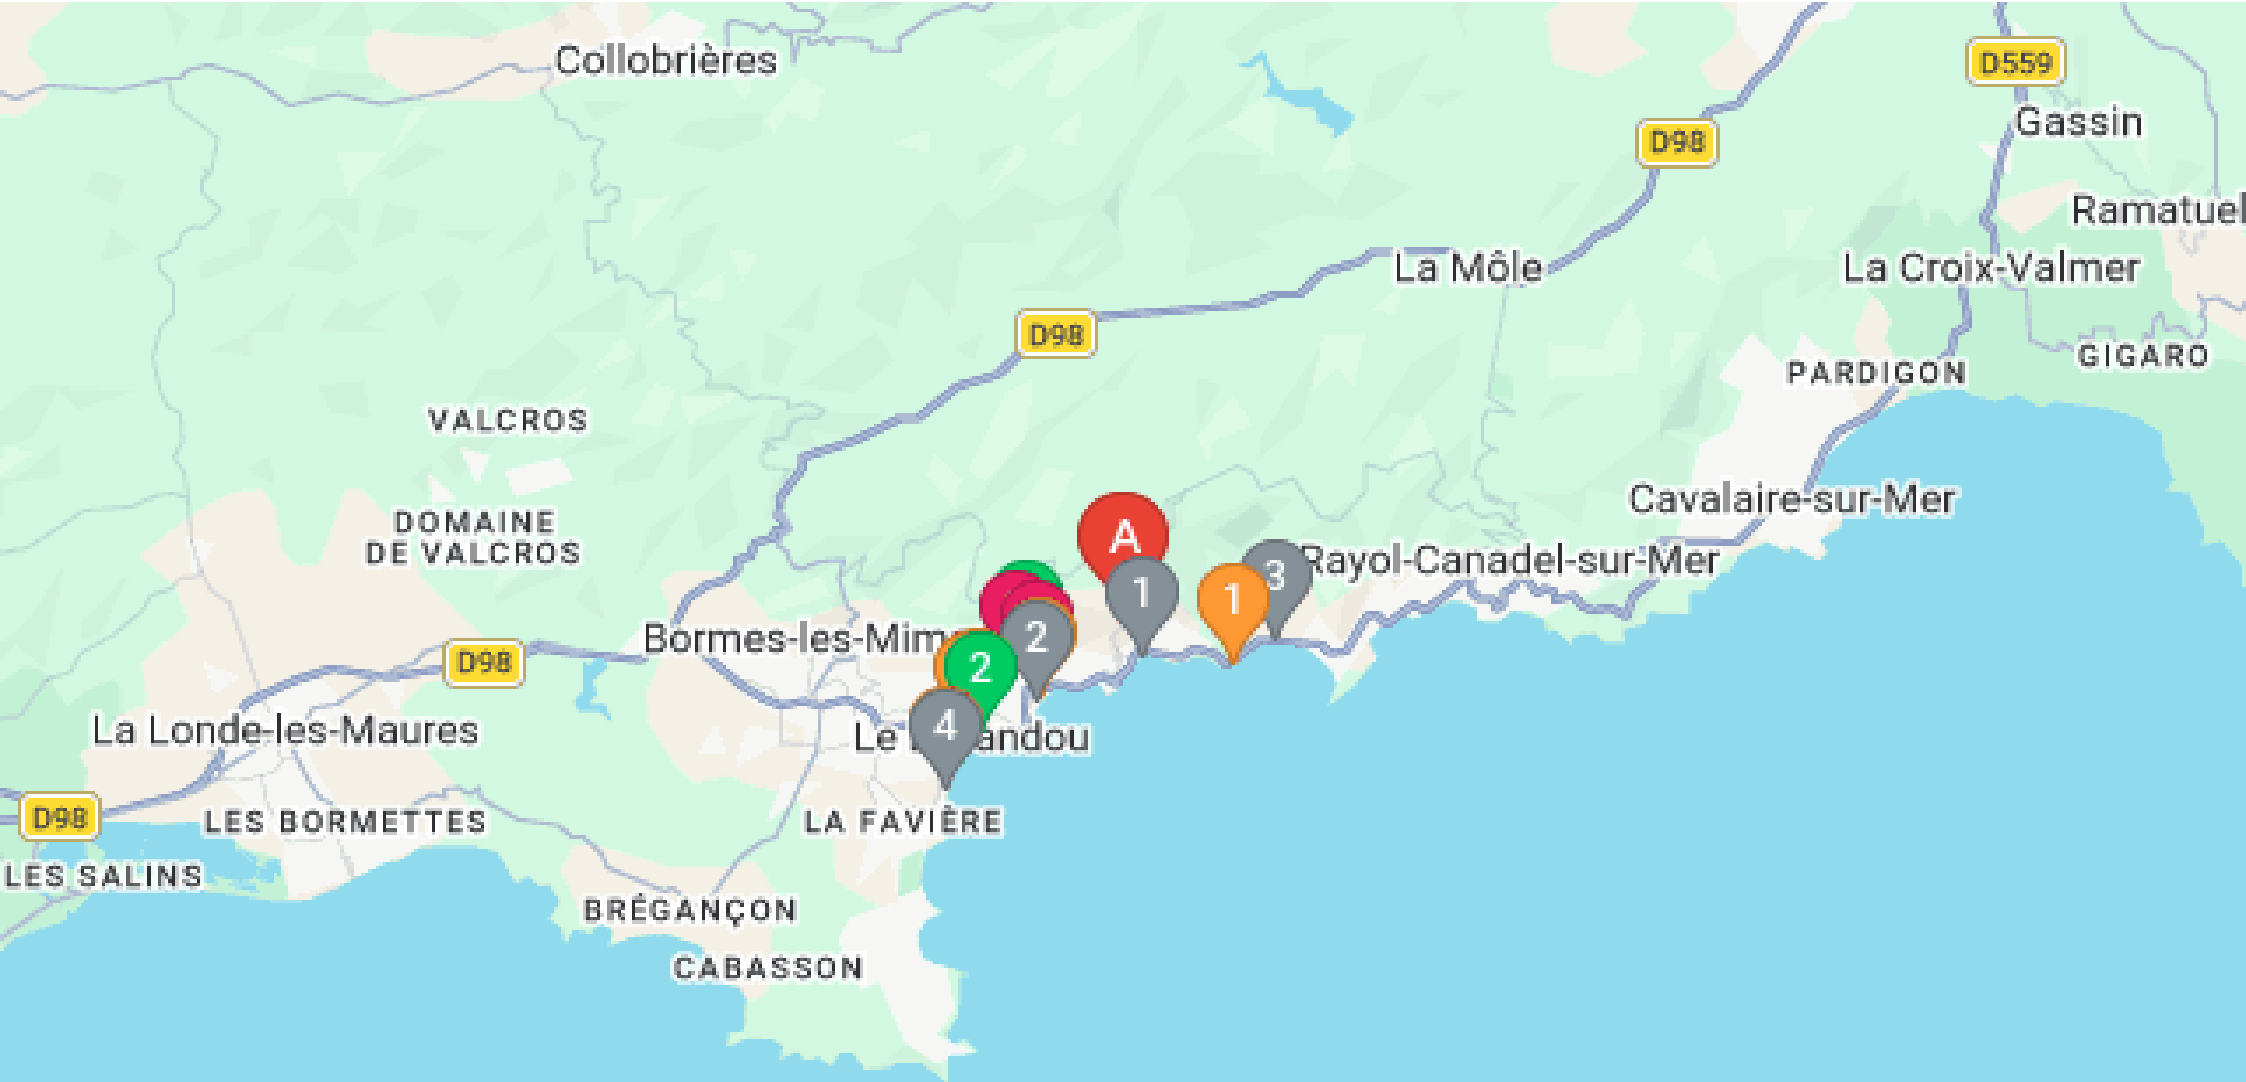 Collobrières
D559
Gassin
D98
Ramatuel
La Môle
La Croix-Valmer
D98
GIGARO
PARDIGON
VALCROS
Cavalaire-sur-Mer
DOMAINE
DE VALCROS
A
Rayol-Canadel-sur-Mer
3
1
1
2
Bormes-les-Mim
D98
2
4
La Londe-les-Maures
Le
andou
D98
LES BORMETTES
LA FAVIÈRE
LES SALINS
BRÉGANÇON
CABASSON